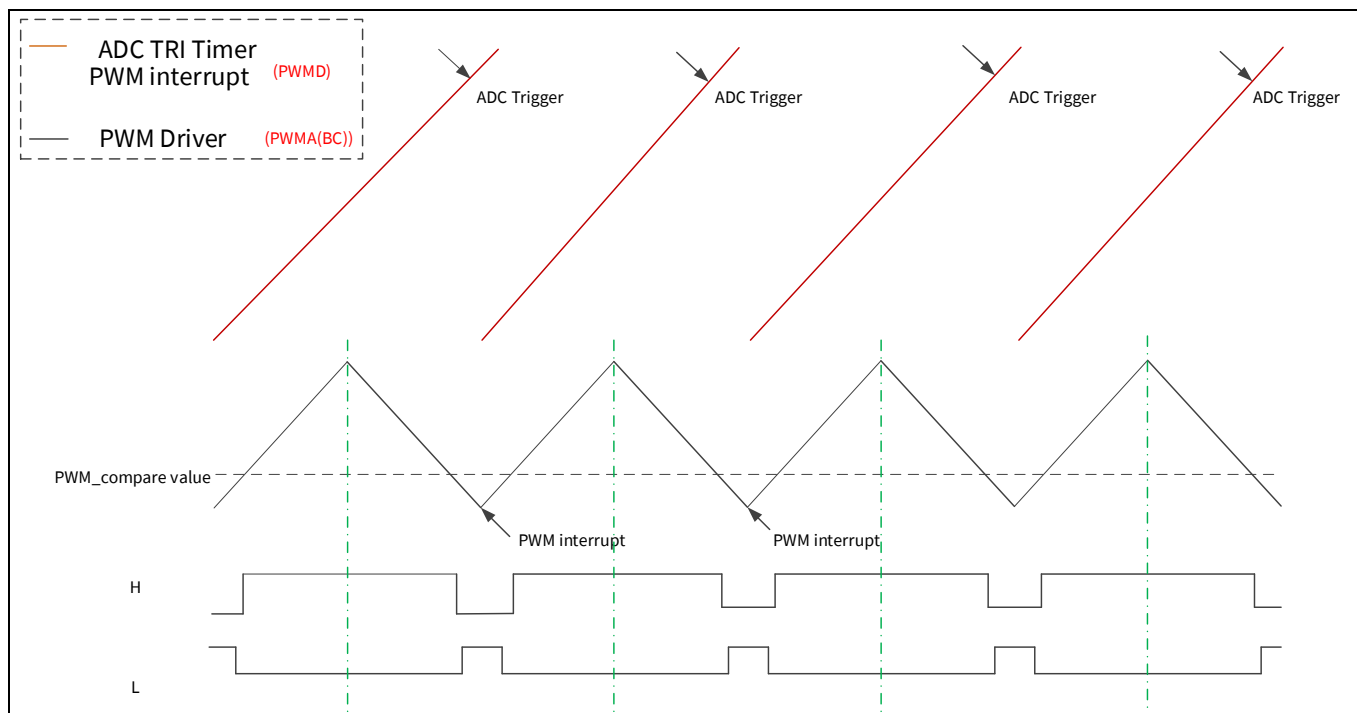 ADC TRI Timer
PWM interrupt (PWMD)
PWM Driver (PWMA(BC))
ADC Trigger
ADC Trigger
ADC Trigger
ADC Trigger
PWM_compare value
PWM interrupt
PWM interrupt
H
L